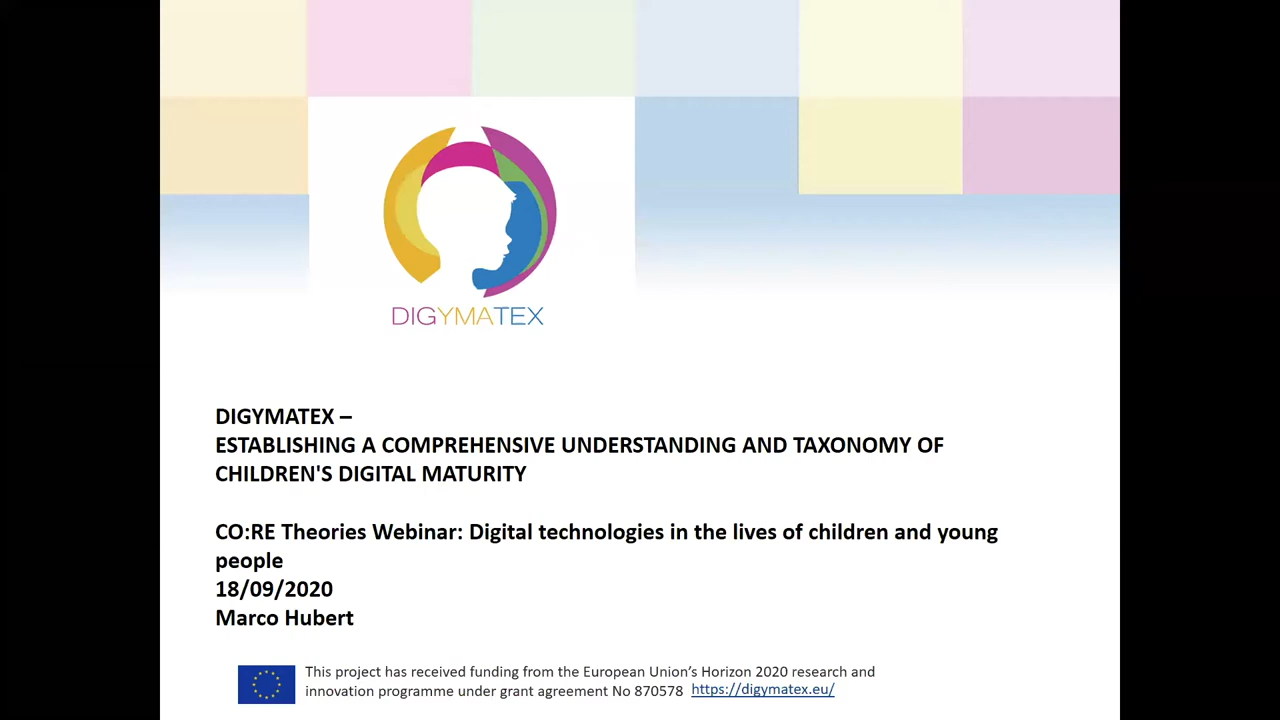 DIGYMATEX
DIGYMATEX –
ESTABLISHING A COMPREHENSIVE UNDERSTANDING AND TAXONOMY OF
CHILDREN'S DIGITAL MATURITY
CO:RE Theories Webinar: Digital technologies in the lives of children and young
people
18/09/2020
Marco Hubert
This project has received funding from the European Union’s Horizon 2020 research and
innovation programme under grant agreement No 870578 https://digymatex.eu/